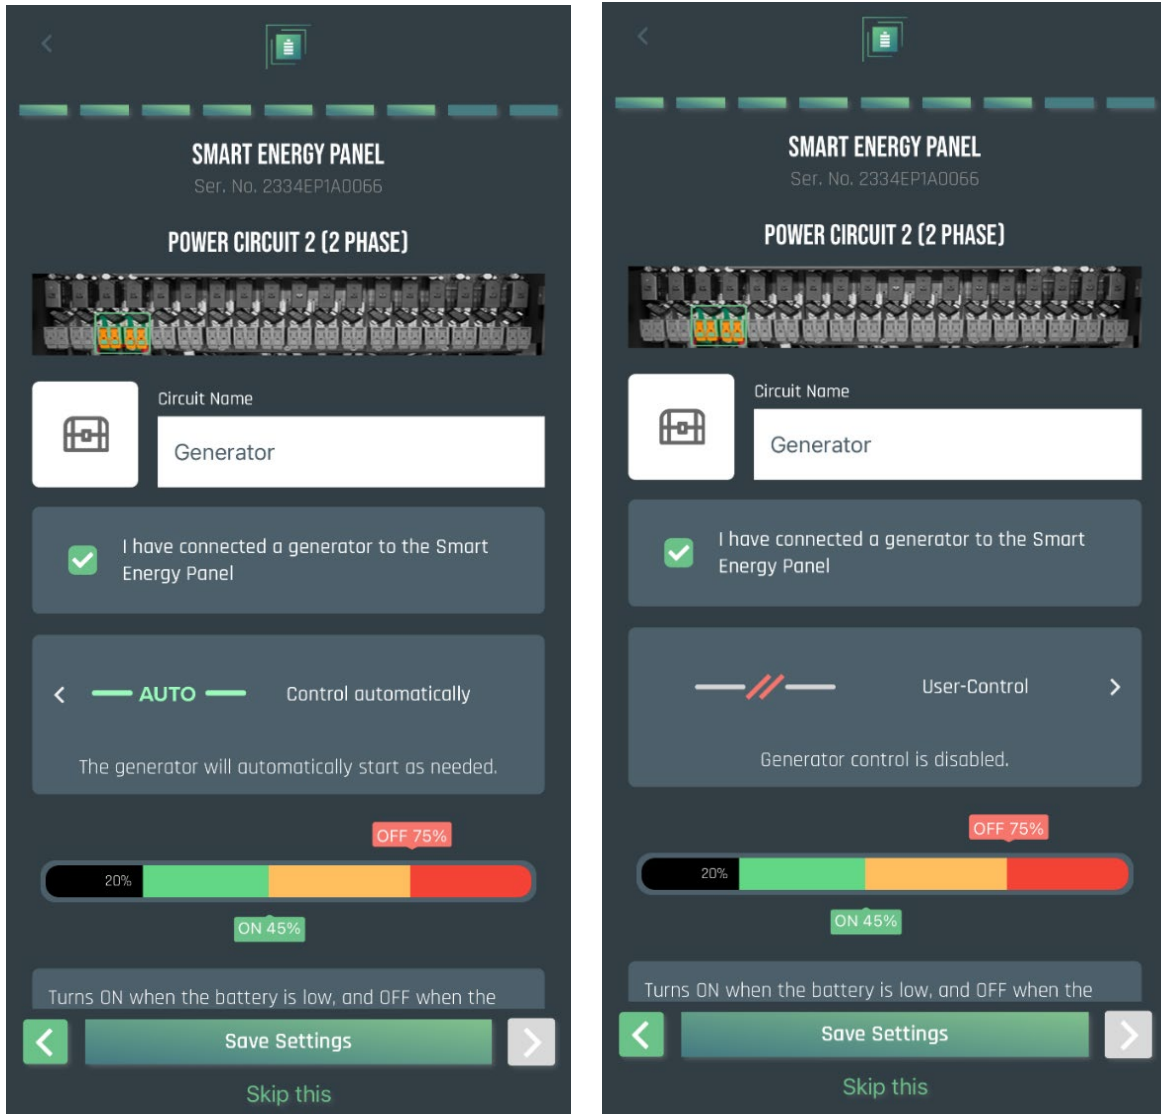 SMART ENERGY PANEL
Ser. No. 2334EP1A0066
POWER CIRCUIT 2 (2 PHASE)
Circuit Name
Generator
I have connected a generator to the Smart
Energy Panel
AUTO
Control automatically
The generator will automatically start as needed.
OFF 75%
20%
ON 45%
Turns ON when the battery is low, and OFF when the
Save Settings
Skip this
SMART ENERGY PANEL
Ser. No. 2334EP1A0066
POWER CIRCUIT 2 (2 PHASE)
Circuit Name
Generator
I have connected a generator to the Smart
Energy Panel
User-Control
Generator control is disabled.
OFF 75%
20%
ON 45%
Turns ON when the battery is low, and OFF when the
Save Settings
Skip this